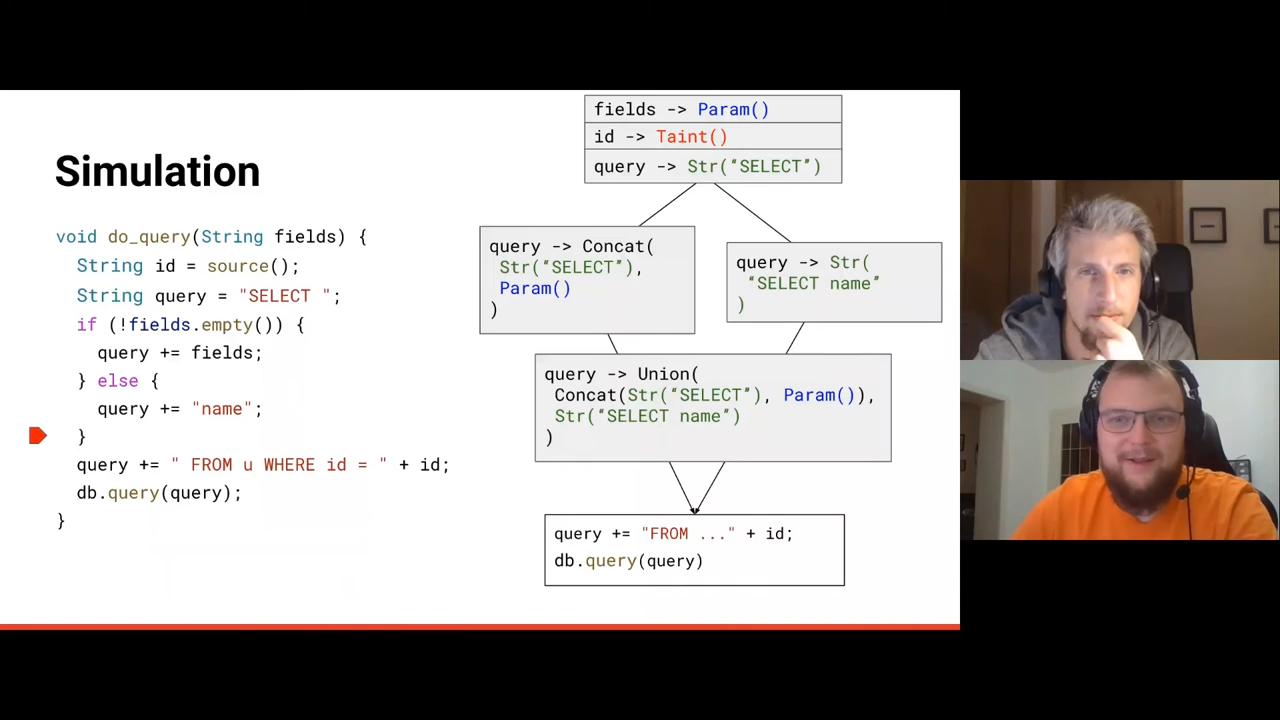 Simulation
void do_query(String fields) {
String id = source();
String query = "SELECT ";
if (!fields.empty()) {
query += fields;
} else {
query += "name";
}
query += " FROM u WHERE id = " + id;
db.query(query);
}
fields -> Param()
id -> Taint()
query -> Str(“SELECT”)
query -> Concat(
Str(“SELECT”),
Param()
)
query -> Str(
“SELECT name”
)
query -> Union(
Concat(Str(“SELECT”), Param()),
Str(“SELECT name”)
)
query += "FROM ..." + id;
db.query(query)